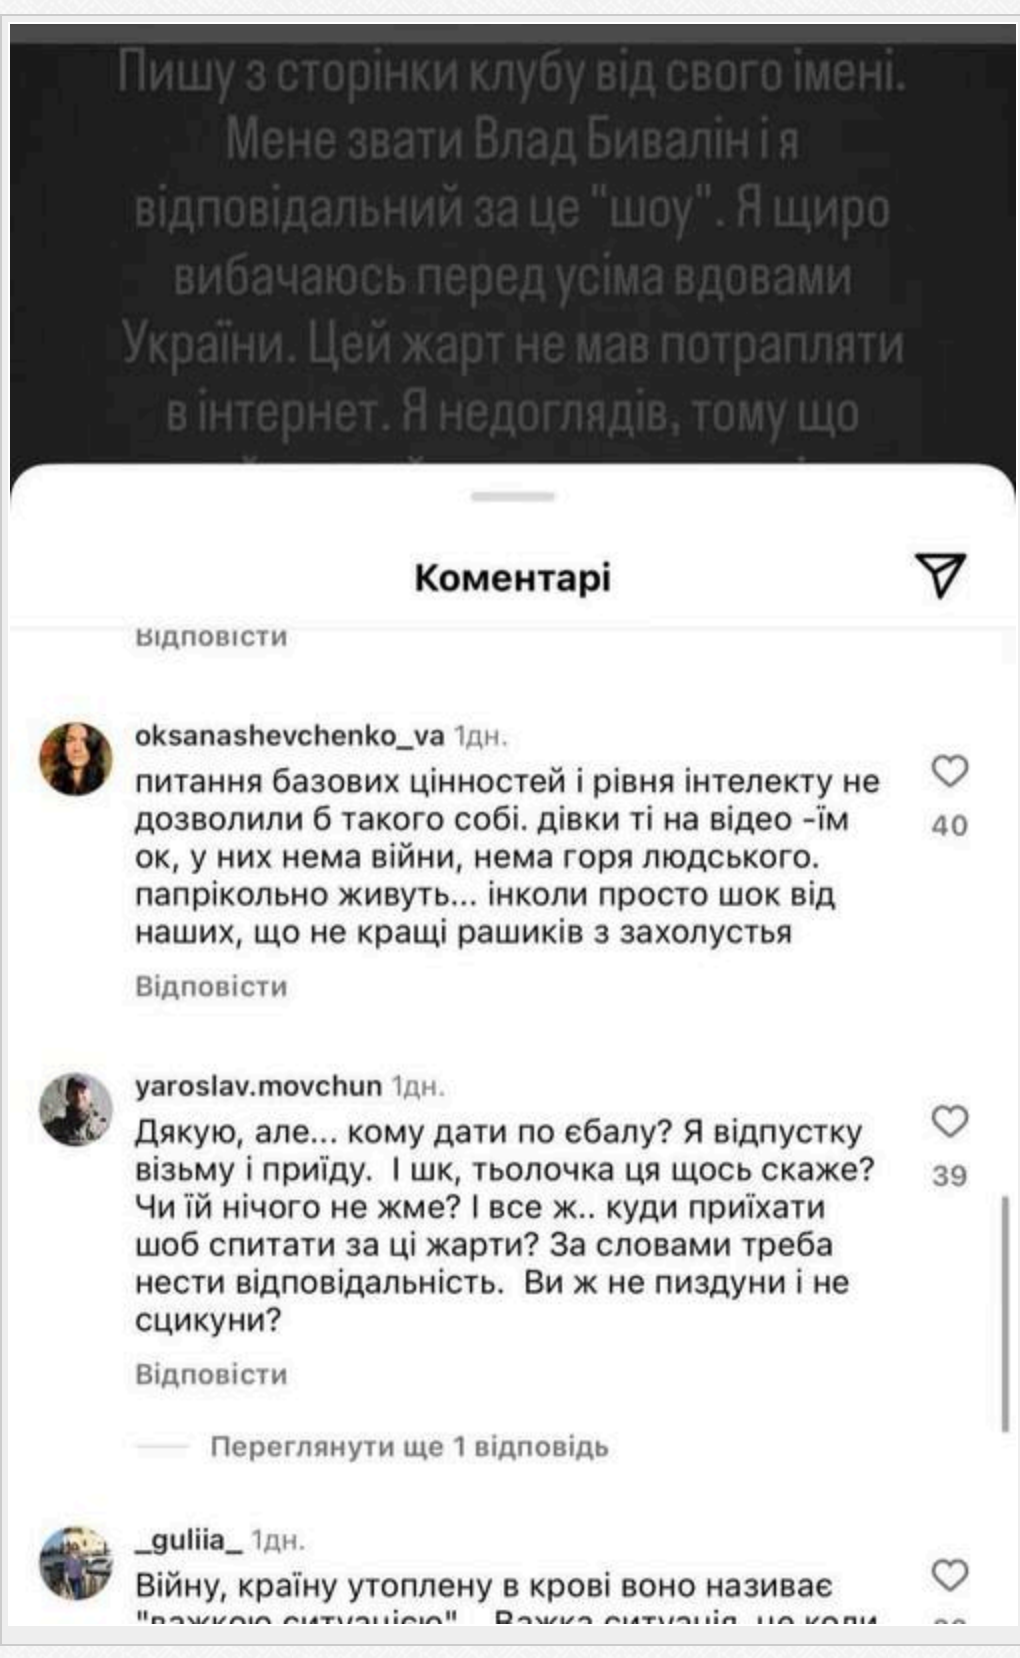 Пишу з сторінки клубу від свого імені.
Мене звати Влад Бивалін і я
відповідальний за це "шоу". Я щиро
вибачаюсь перед усіма вдовами
України. Цей жарт не мав потрапляти
в інтернет. Я недоглядів, тому що
Коментарі
Відповісти
oksanashevchenko_va 1дн.
питання базових цінностей і рівня інтелекту не
дозволили б такого собі. дівки ті на відео -їм
ок, у них нема війни, нема горя людського.
папрікольно живуть... інколи просто шок від
наших, що не кращі рашиків з захолустья
40
Відповісти
yaroslav.movchun 1дн.
Дякую, але... кому дати по єбалу? Я відпустку
візьму і приїду.  І шк, тьолочка ця щось скаже?
Чи їй нічого не жме? І все ж.. куди приїхати
шоб спитати за ці жарти? За словами треба
нести відповідальність.  Ви ж не пиздуни і не
сцикуни?
39
Відповісти
Переглянути ще 1 відповідь
_guliia_ 1дн.
Війну, країну утоплену в крові воно називає
"важкою ситуацією"... Важка ситуація, це коли